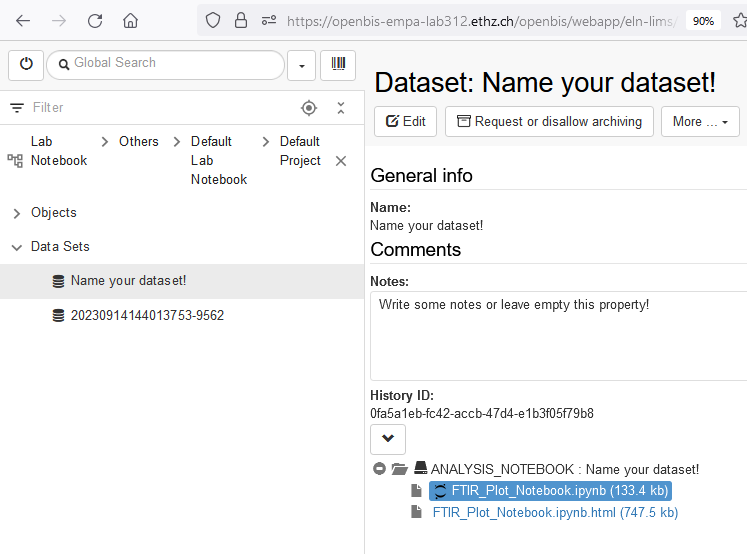 https://openbis-empa-lab312.ethz.ch/openbis/webapp/eln-lims/
90%
Global Search
Filter
Lab Notebook
Others
Default Lab Notebook
Default Project
Objects
Data Sets
Name your dataset!
20230914144013753-9562
Dataset: Name your dataset!
Edit
Request or disallow archiving
More ...
General info
Name:
Name your dataset!
Comments
Notes:
Write some notes or leave empty this property!
History ID:
0fa5a1eb-fc42-accb-47d4-e1b3f05f79b8
ANALYSIS_NOTEBOOK : Name your dataset!
FTIR_Plot_Notebook.ipynb (133.4 kb)
FTIR_Plot_Notebook.ipynb.html (747.5 kb)